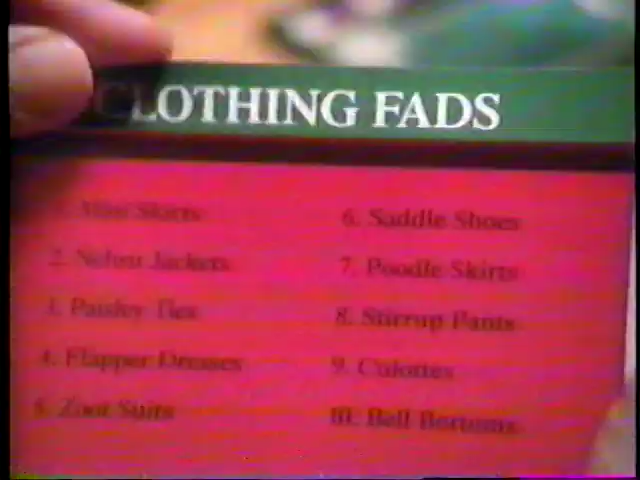 CLOTHING FADS
1. Mini Skirts
2. Nehru Jackets
3. Paisley Ties
4. Flapper Dresses
5. Zoot Suits
6. Saddle Shoes
7. Poodle Skirts
8. Stirrup Pants
9. Culottes
10. Bell Bottoms